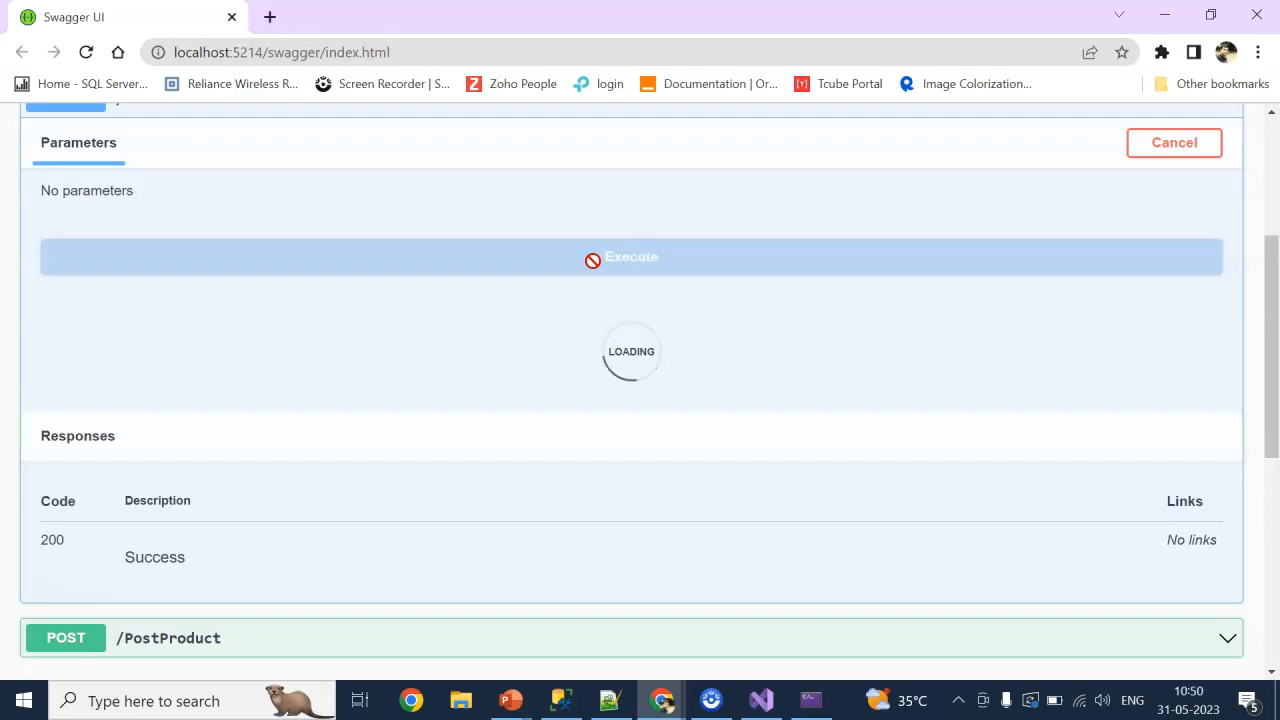 Swagger UI
localhost:5214/swagger/index.html
Home - SQL Server...
Reliance Wireless R...
Screen Recorder | S...
Z
Zoho People
login
Documentation | Or...
[T]
Tcube Portal
Image Colorization...
Other bookmarks
Parameters
Cancel
No parameters
Execute
LOADING
Responses
Code
Description
Links
200
Success
No links
POST
/PostProduct
Type here to search
35°C
ENG
10:50
31-05-2023
5